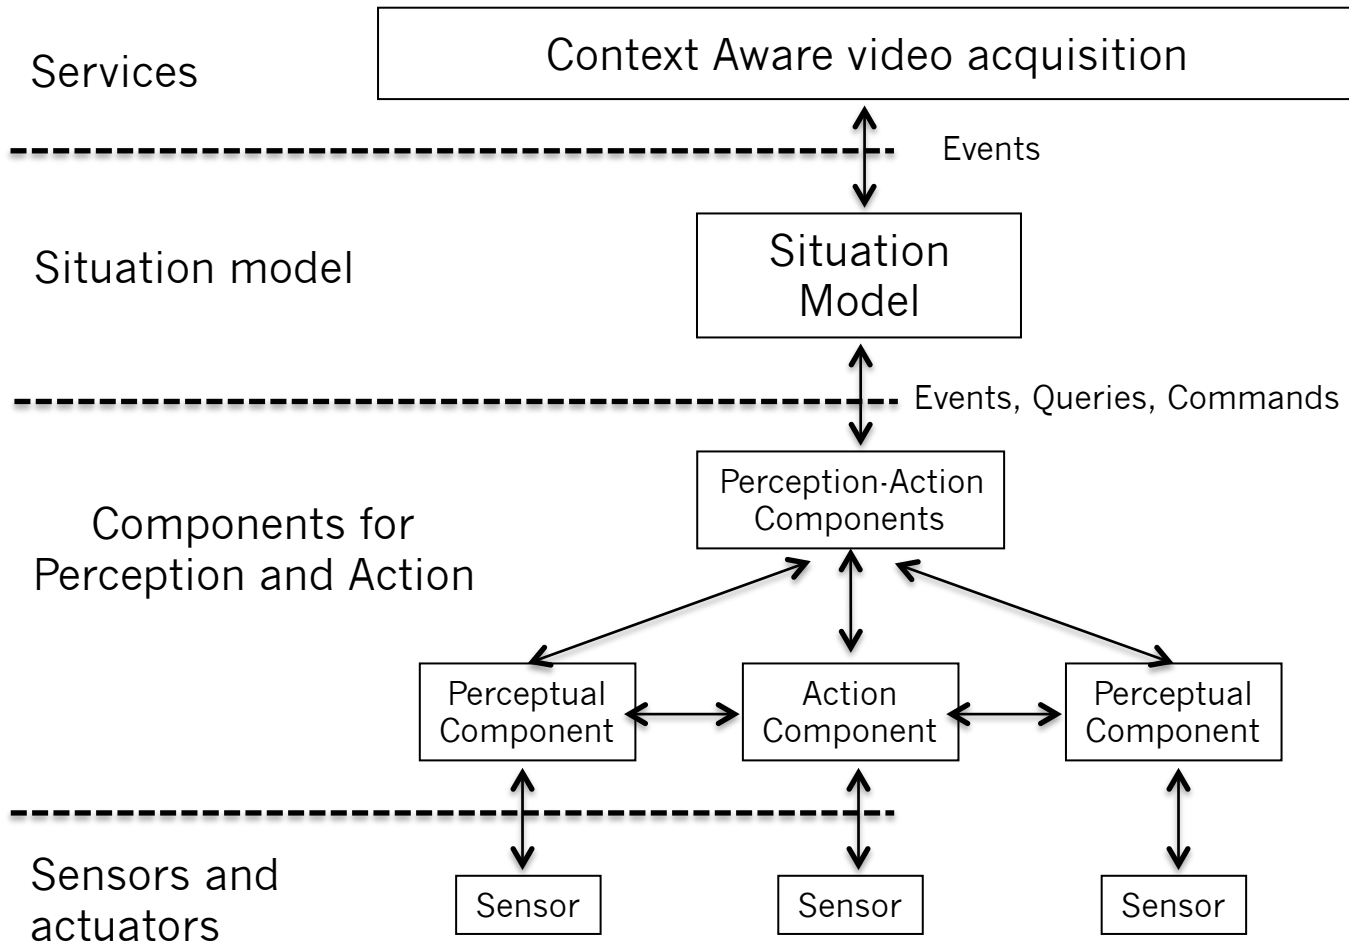 Services
Context Aware video acquisition
Events
Situation model
Situation
Model
Events, Queries, Commands
Perception-Action
Components
Components for
Perception and Action
Perceptual
Component
Action
Component
Perceptual
Component
Sensors and
actuators
Sensor
Sensor
Sensor